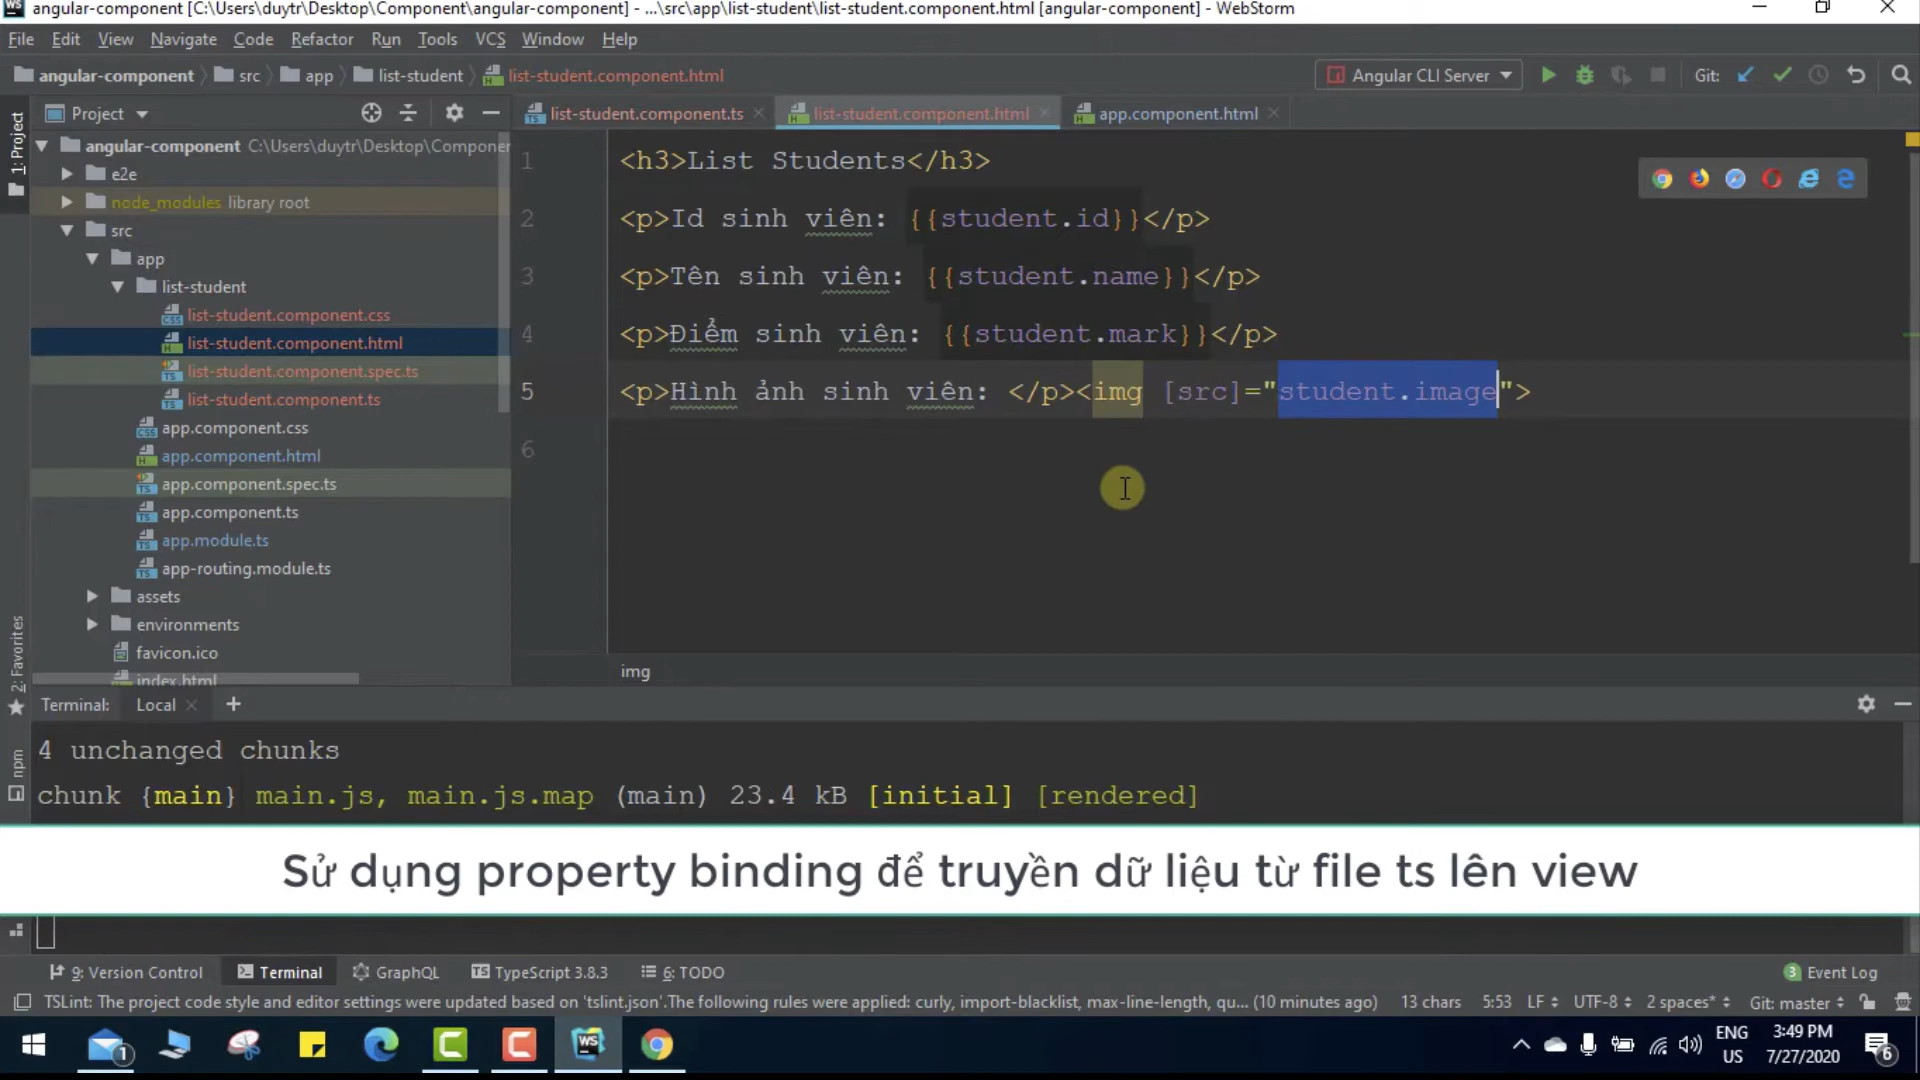 angular-component [C:\Users\duytr\Desktop\Component\angular-component] - ...\src\app\list-student\list-student.component.html [angular-component] - WebStorm
File Edit View Navigate Code Refactor Run Tools VCS Window Help
angular-component src app list-student list-student.component.html Angular CLI Server Git:
Project list-student.component.ts list-student.component.html app.component.html
1: Project
angular-component C:\Users\duytr\Desktop\Componer
e2e
node_modules library root
src
app
list-student
list-student.component.css
list-student.component.html
list-student.component.spec.ts
list-student.component.ts
app.component.css
app.component.html
app.component.spec.ts
app.component.ts
app.module.ts
app-routing.module.ts
assets
environments
favicon.ico
index.html
1 <h3>List Students</h3>
2 <p>Id sinh viên: {{student.id}}</p>
3 <p>Tên sinh viên: {{student.name}}</p>
4 <p>Điểm sinh viên: {{student.mark}}</p>
5 <p>Hình ảnh sinh viên: </p><img [src]="student.image">
6
img
2: Favorites
npm
Terminal: Local +
4 unchanged chunks
chunk {main} main.js, main.js.map (main) 23.4 kB [initial] [rendered]
Sử dụng property binding để truyền dữ liệu từ file ts lên view
9: Version Control Terminal GraphQL TypeScript 3.8.3 6: TODO 3 Event Log
TSLint: The project code style and editor settings were updated based on 'tslint.json'.The following rules were applied: curly, import-blacklist, max-line-length, qu... (10 minutes ago) 13 chars 5:53 LF UTF-8 2 spaces* Git: master
1 WS ENG US 3:49 PM 7/27/2020 6